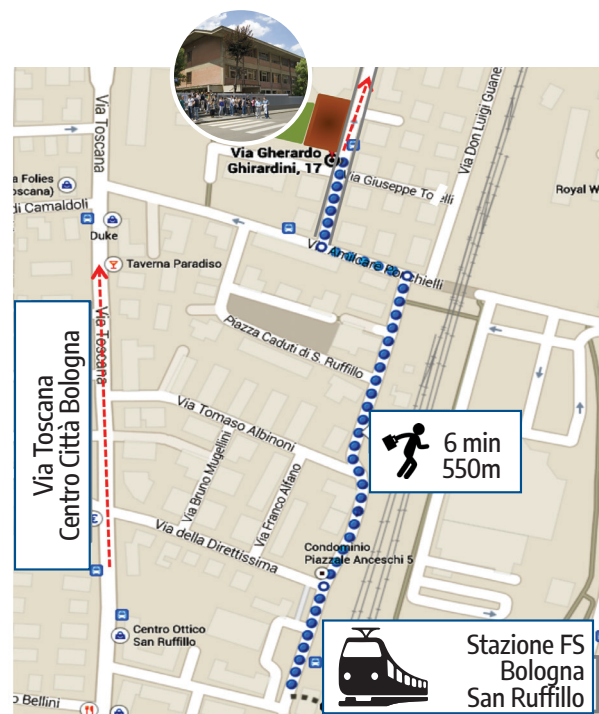 Via Toscana
Via Gherardo
Ghirardini, 17
Via Don Luigi Guane
Via Giuseppe To elli
a Folies
oscana)
di Camaldoli
Duke
Royal W
Via Amilcare Ponchielli
Taverna Paradiso
Via Toscana
Piazza Caduti di S. Ruffillo
Via Toscana
Centro Città Bologna
6 min
550m
Via Tomaso Albinoni
Via Bruno Mugellini
Via Franco Alfano
Via della Direttissima
Condominio
Piazzale Anceschi 5
Centro Ottico
San Ruffillo
Stazione FS
Bologna
San Ruffillo
o Bellini